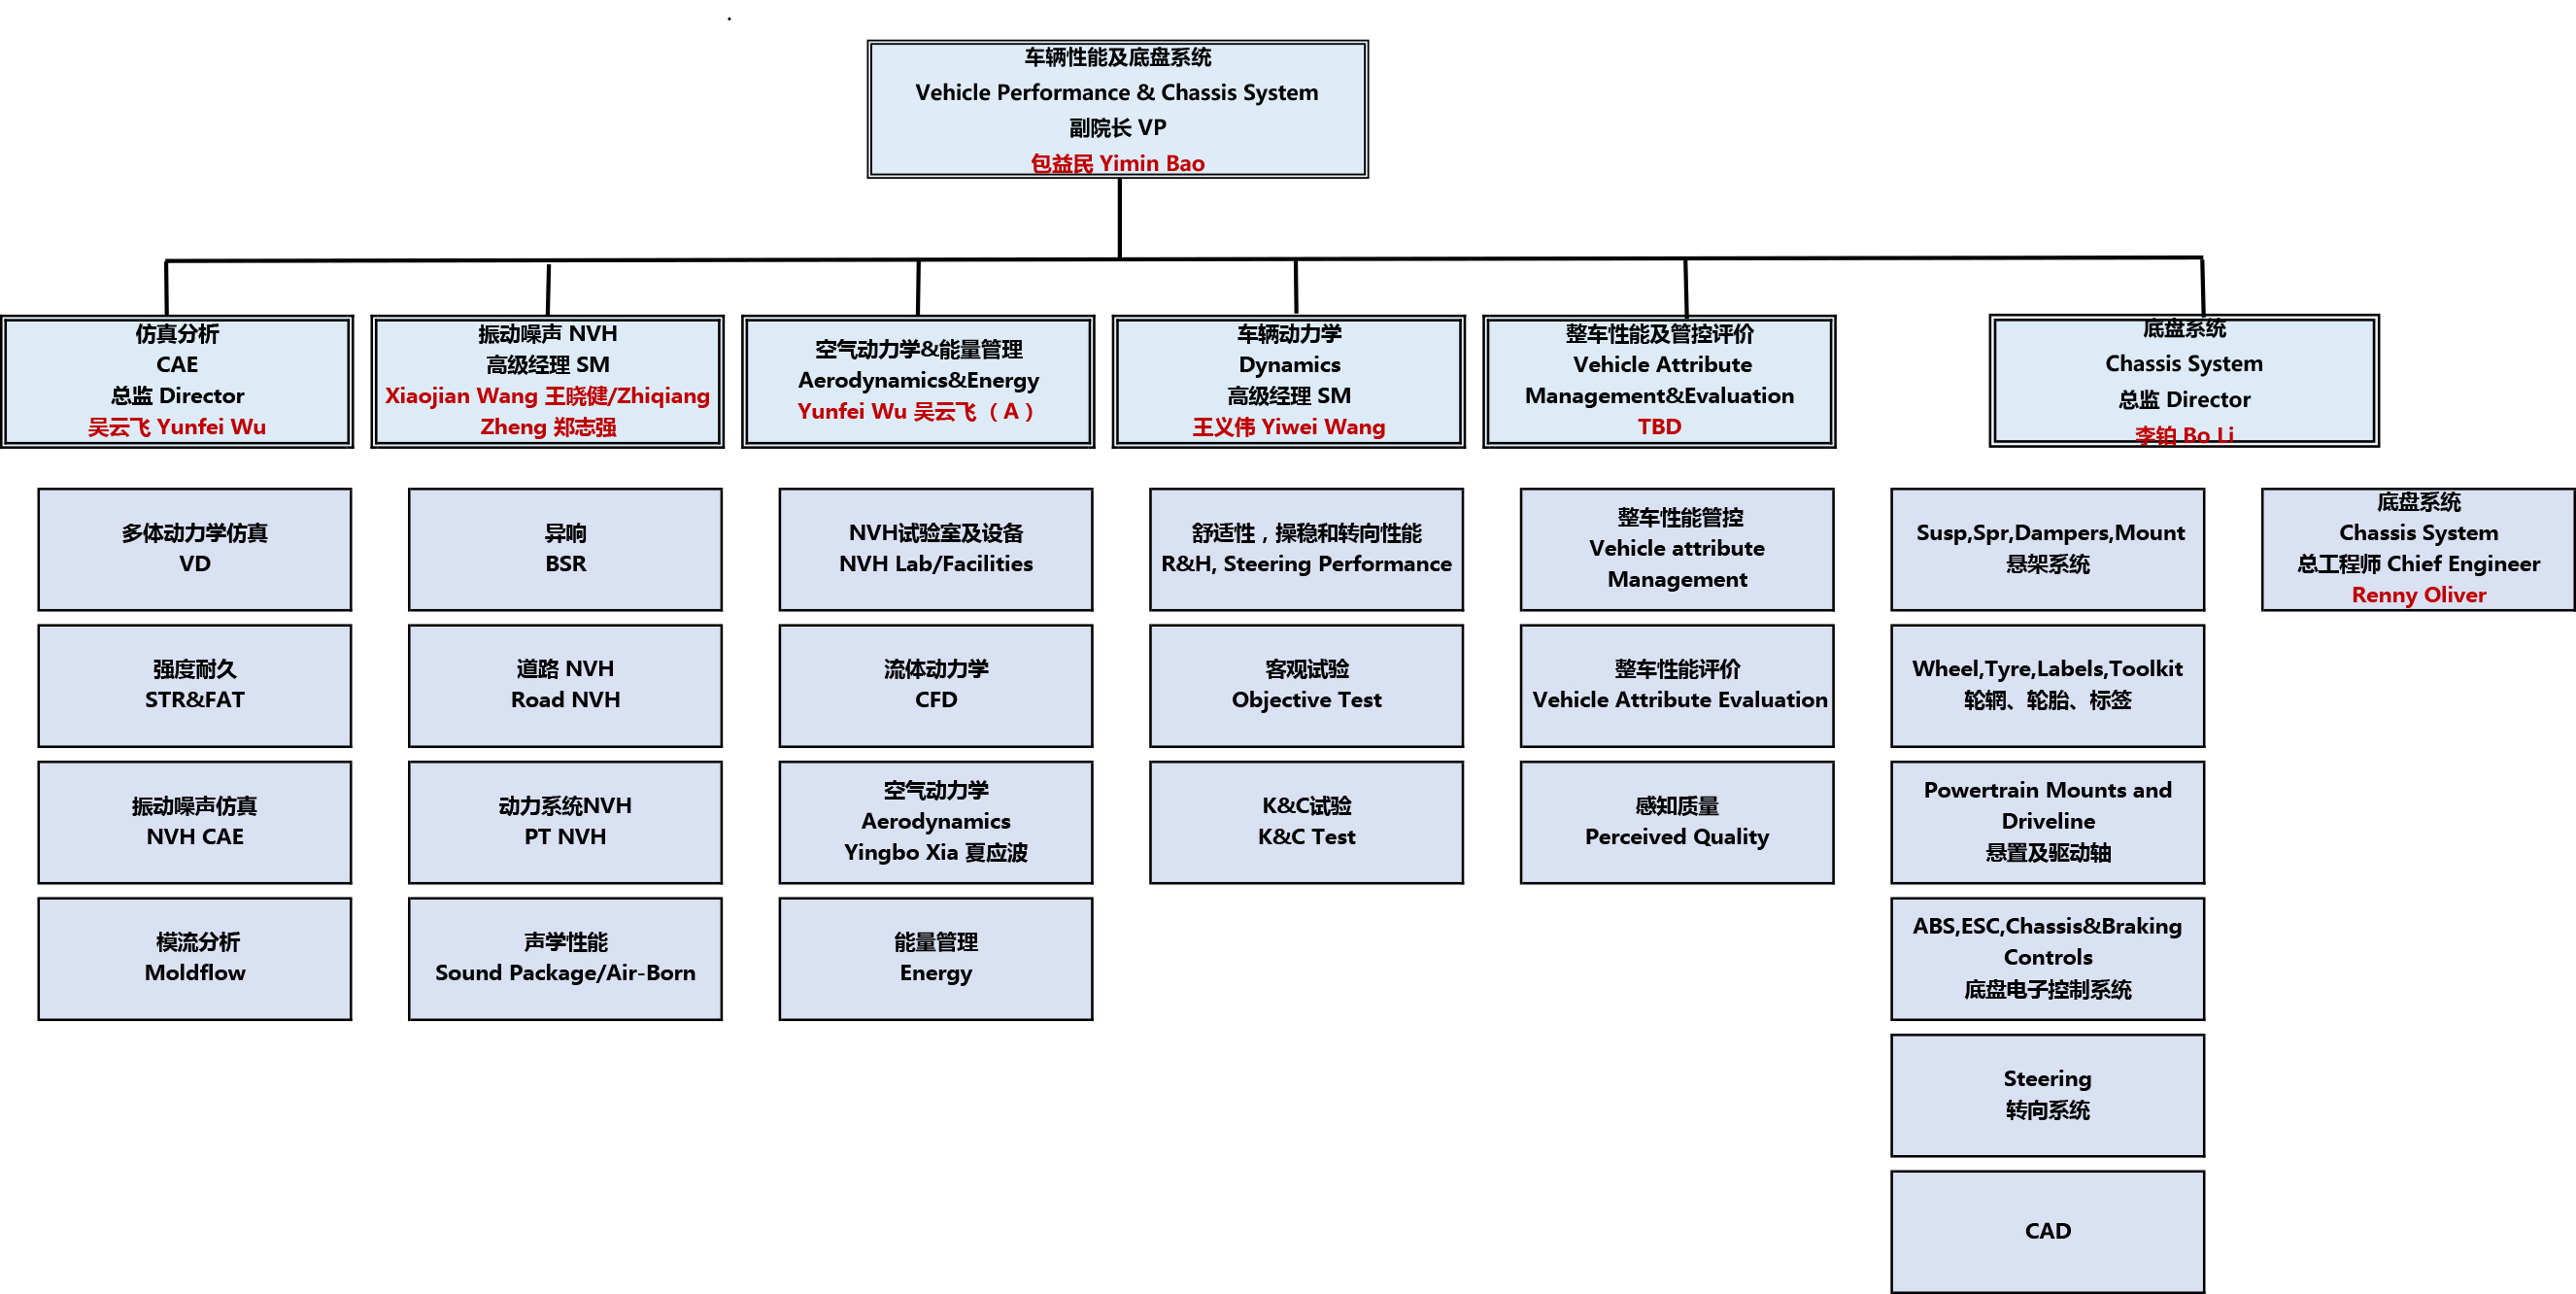 车辆性能及底盘系统
Vehicle Performance & Chassis System
副院长 VP
包益民 Yimin Bao
仿真分析
CAE
总监 Director
吴云飞 Yunfei Wu
振动噪声 NVH
高级经理 SM
Xiaojian Wang 王晓健/Zhiqiang
Zheng 郑志强
空气动力学&能量管理
Aerodynamics&Energy
Yunfei Wu 吴云飞（A）
车辆动力学
Dynamics
高级经理 SM
王义伟 Yiwei Wang
整车性能及管控评价
Vehicle Attribute
Management&Evaluation
TBD
底盘系统
Chassis System
总监 Director
李铂 Bo Li
多体动力学仿真
VD
强度耐久
STR&FAT
振动噪声仿真
NVH CAE
模流分析
Moldflow
异响
BSR
道路 NVH
Road NVH
动力系统NVH
PT NVH
声学性能
Sound Package/Air-Born
NVH试验室及设备
NVH Lab/Facilities
流体动力学
CFD
空气动力学
Aerodynamics
Yingbo Xia 夏应波
能量管理
Energy
舒适性，操稳和转向性能
R&H, Steering Performance
客观试验
Objective Test
K&C试验
K&C Test
整车性能管控
Vehicle attribute
Management
整车性能评价
Vehicle Attribute Evaluation
感知质量
Perceived Quality
Susp,Spr,Dampers,Mount
悬架系统
Wheel,Tyre,Labels,Toolkit
轮辋、轮胎、标签
Powertrain Mounts and
Driveline
悬置及驱动轴
ABS,ESC,Chassis&Braking
Controls
底盘电子控制系统
Steering
转向系统
CAD
底盘系统
Chassis System
总工程师 Chief Engineer
Renny Oliver